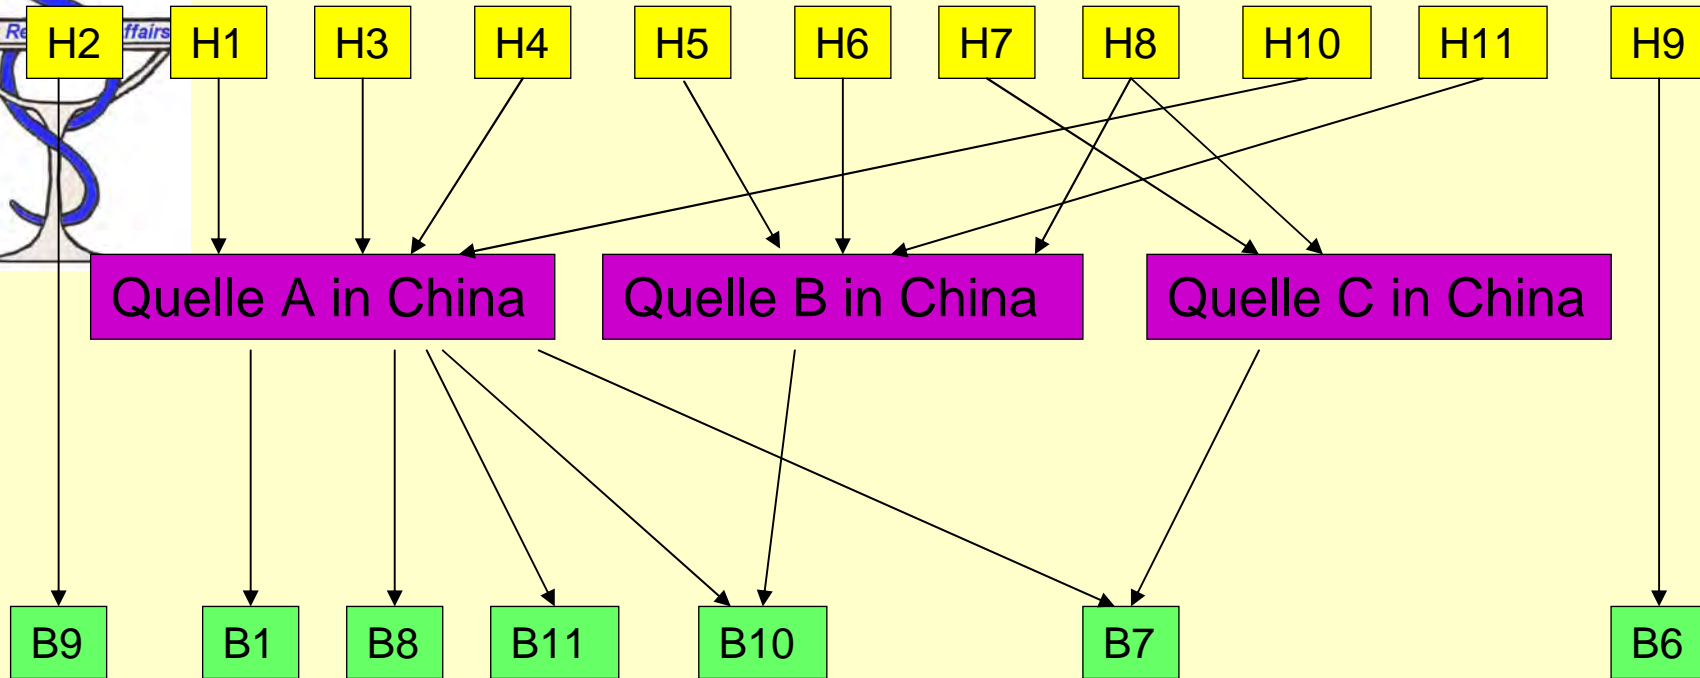 H2 H1 H3 H4 H5 H6 H7 H8 H10 H11 H9
Quelle A in China Quelle B in China Quelle C in China
B9 B1 B8 B11 B10 B7 B6